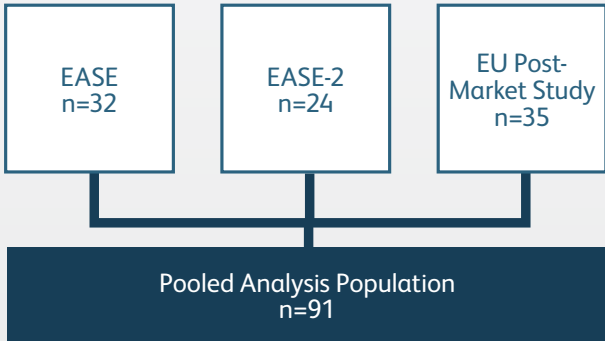 EASE
n=32
EASE-2
n=24
EU Post-
Market Study
n=35
Pooled Analysis Population
n=91